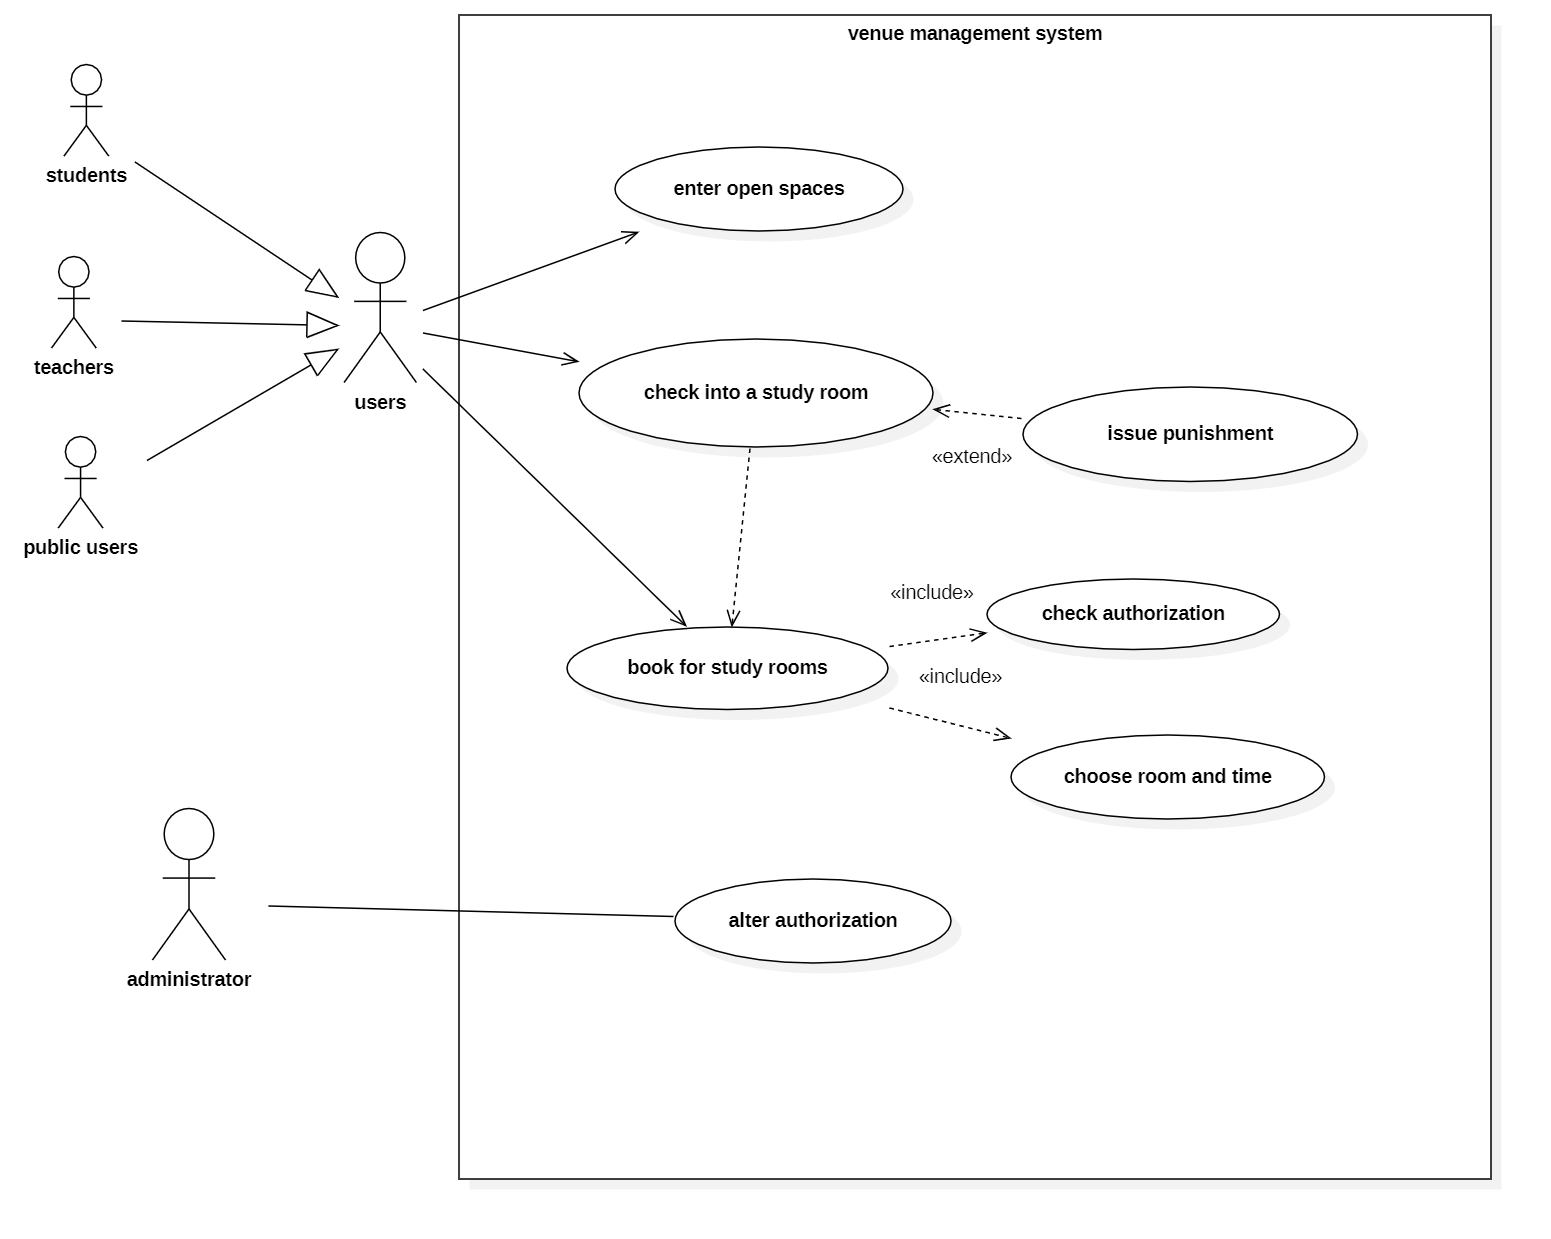 venue management system
students
enter open spaces
teachers
users
check into a study room
issue punishment
«extend»
public users
«include»
check authorization
book for study rooms
«include»
choose room and time
alter authorization
administrator